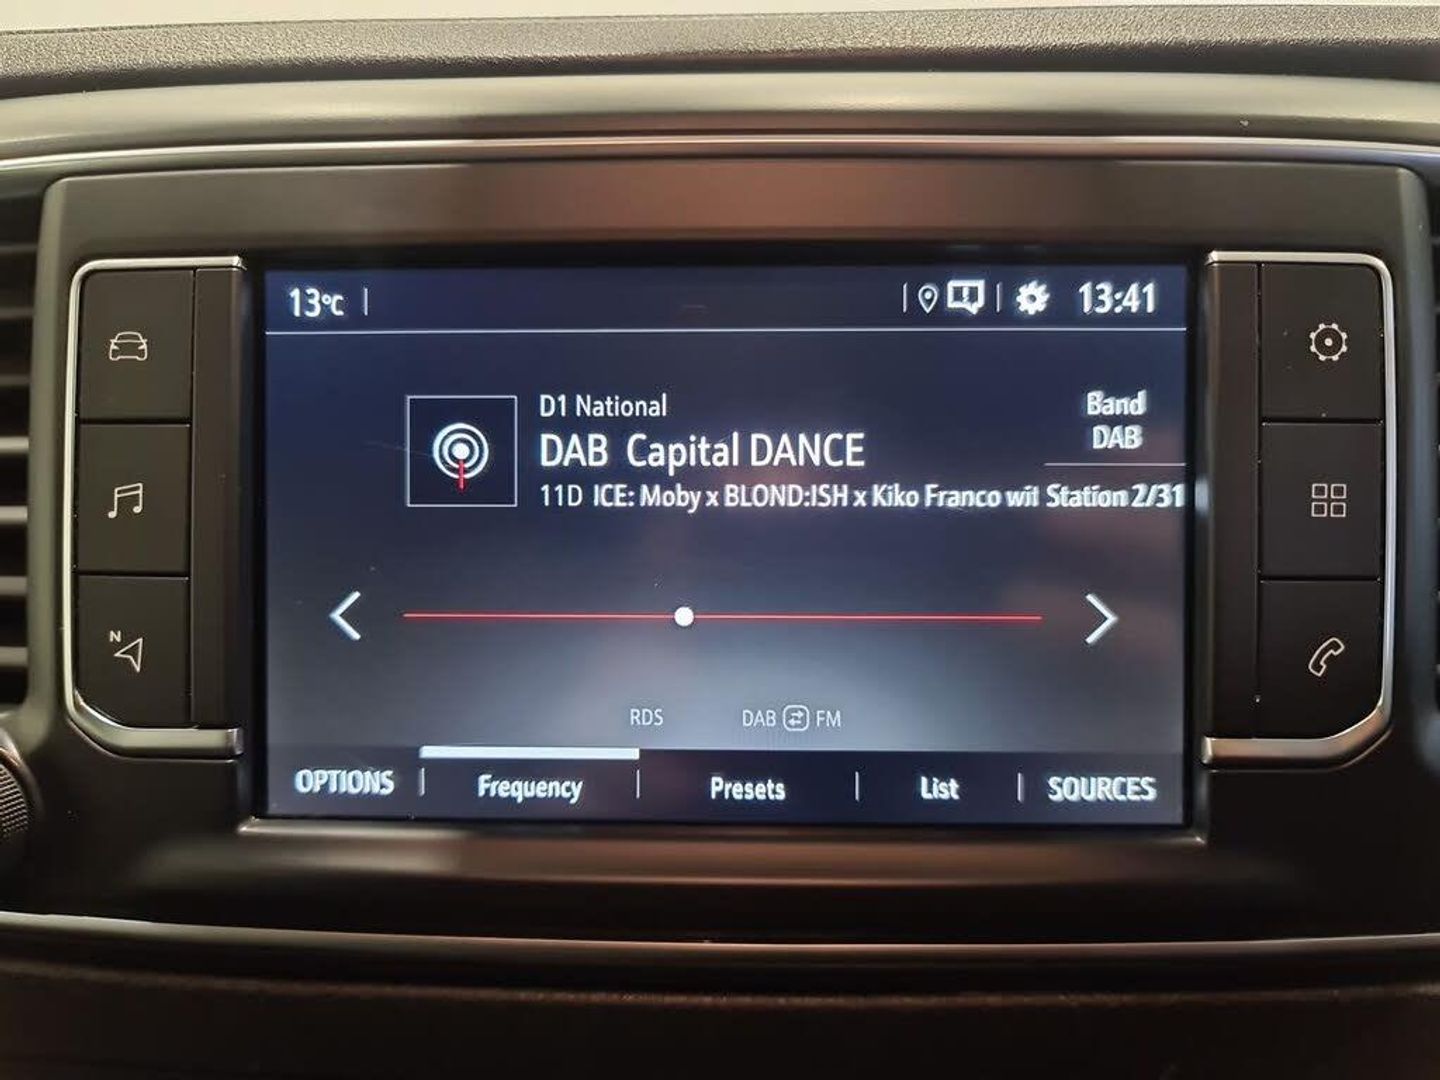 13°C
13:41
D1 National
Band
DAB Capital DANCE
DAB
11D ICE: Moby x BLOND:ISH x Kiko Franco wit Station 2/31
N
RDS
DAB FM
OPTIONS Frequency Presets List SOURCES